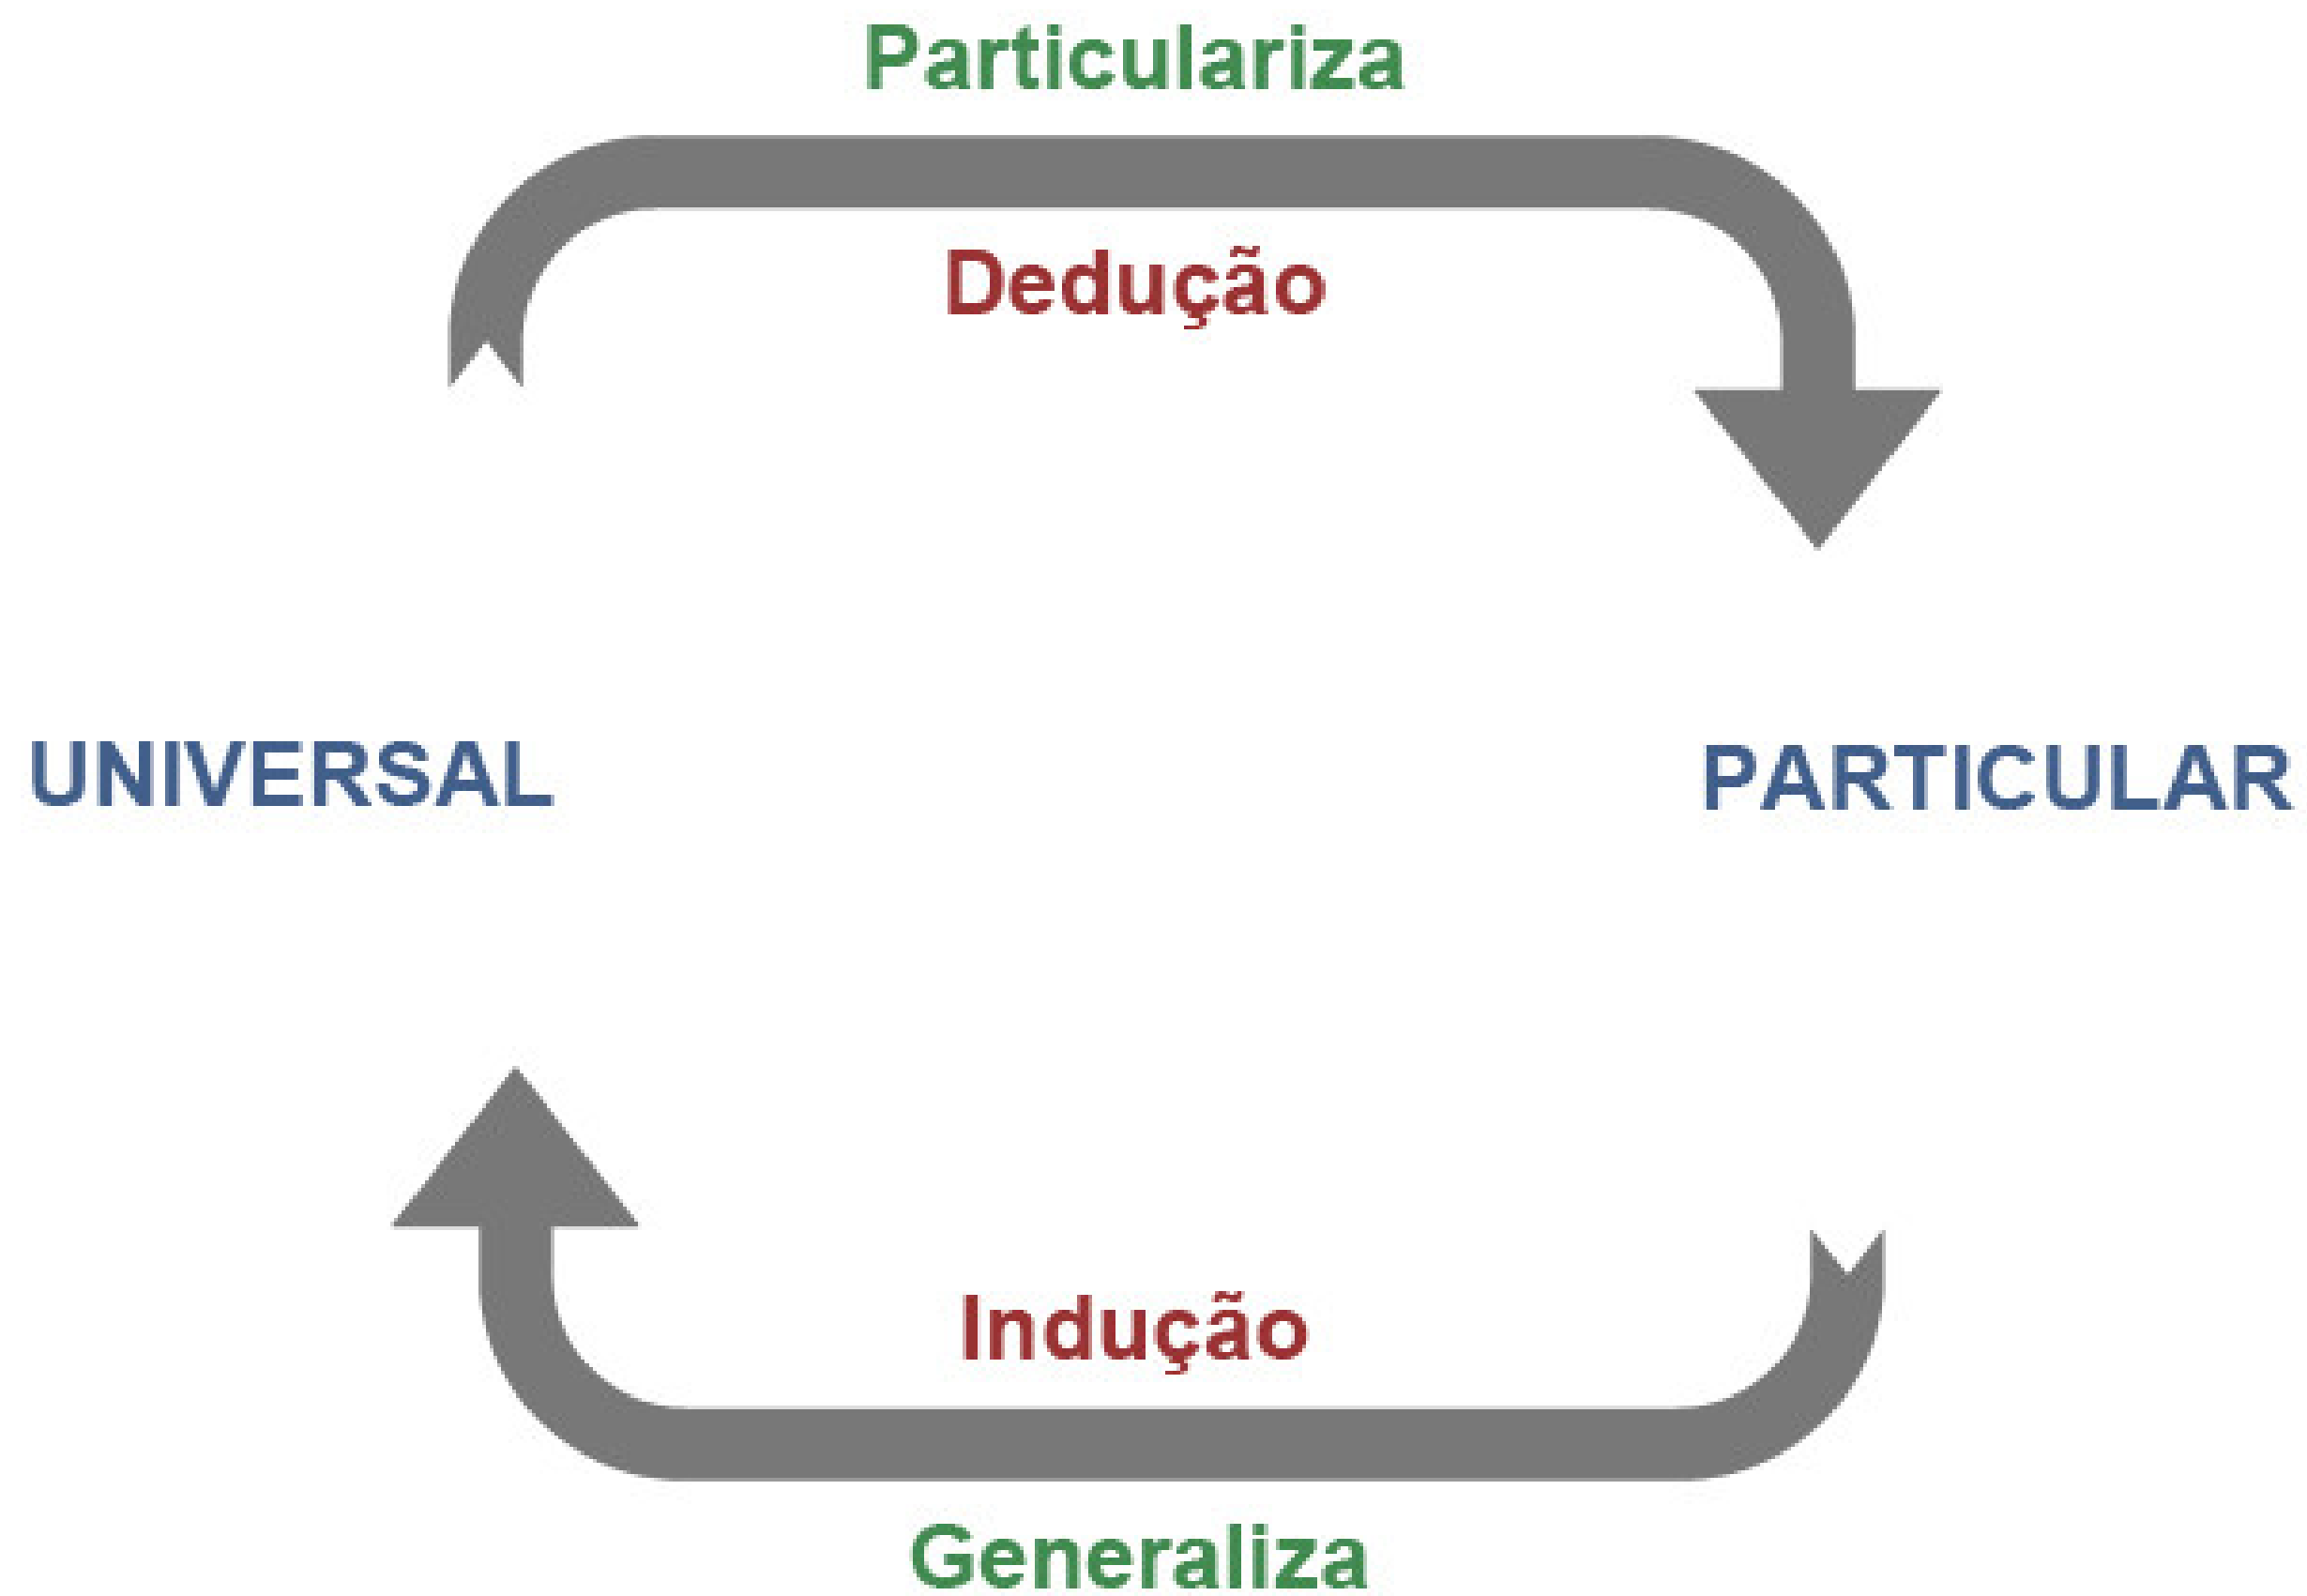 Particulariza
Dedução
UNIVERSAL
PARTICULAR
Indução
Generaliza